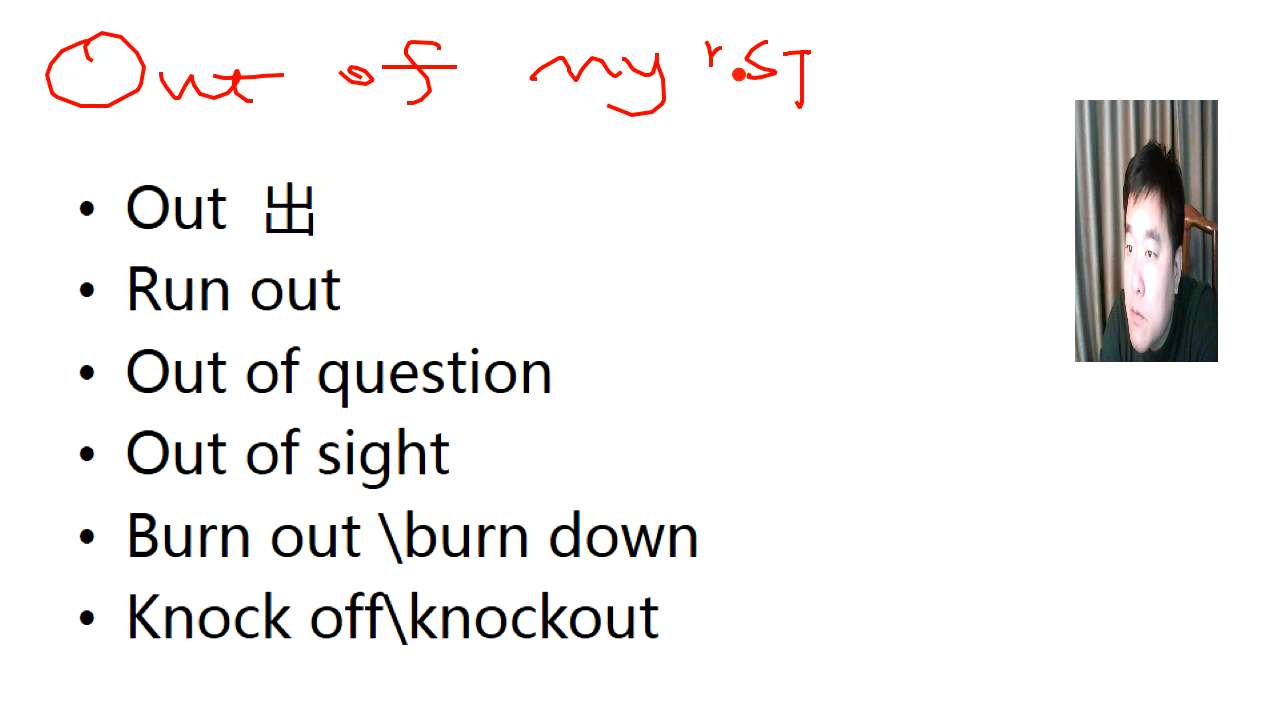 Out of my
• Out 出
• Run out
• Out of question
• Out of sight
• Burn out \burn down
• Knock off\knockout